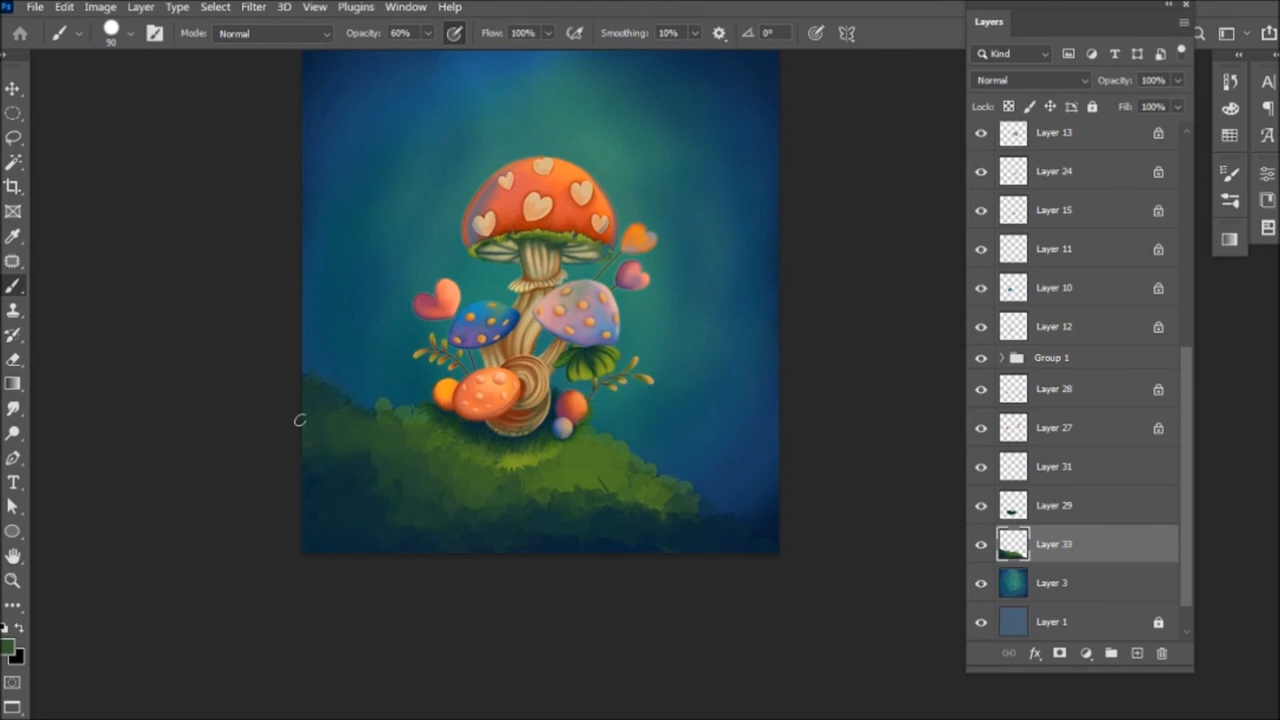 Ps File Edit Image Layer Type Select Filter 3D View Plugins Window Help
90 Mode: Normal Opacity: 60% Flow: 100% Smoothing: 10% 0°
Layers
Kind
Normal Opacity: 100%
Lock: Fill: 100%
Layer 13
Layer 24
Layer 15
Layer 11
Layer 10
Layer 12
Group 1
Layer 28
Layer 27
Layer 31
Layer 29
Layer 33
Layer 3
Layer 1
fx